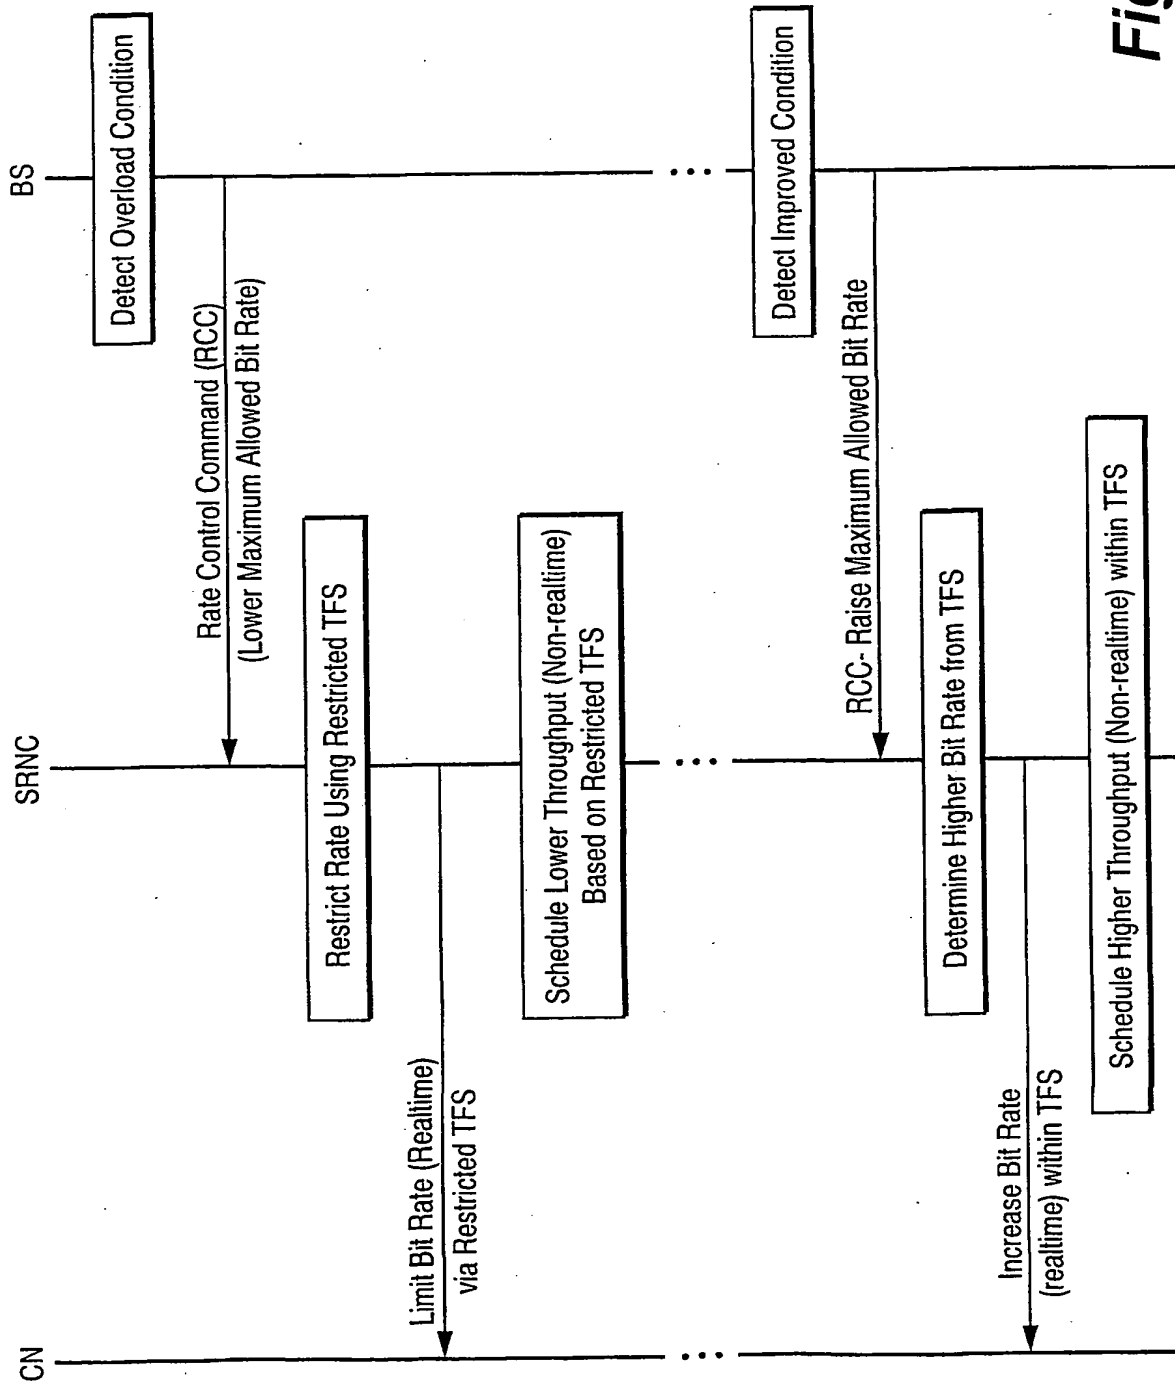 CN
SRNC
BS
Detect Overload Condition
Rate Control Command (RCC)
(Lower Maximum Allowed Bit Rate)
Restrict Rate Using Restricted TFS
Limit Bit Rate (Realtime)
via Restricted TFS
Schedule Lower Throughput (Non-realtime)
Based on Restricted TFS
Detect Improved Condition
RCC- Raise Maximum Allowed Bit Rate
Determine Higher Bit Rate from TFS
Increase Bit Rate
(realtime) within TFS
Schedule Higher Throughput (Non-realtime) within TFS